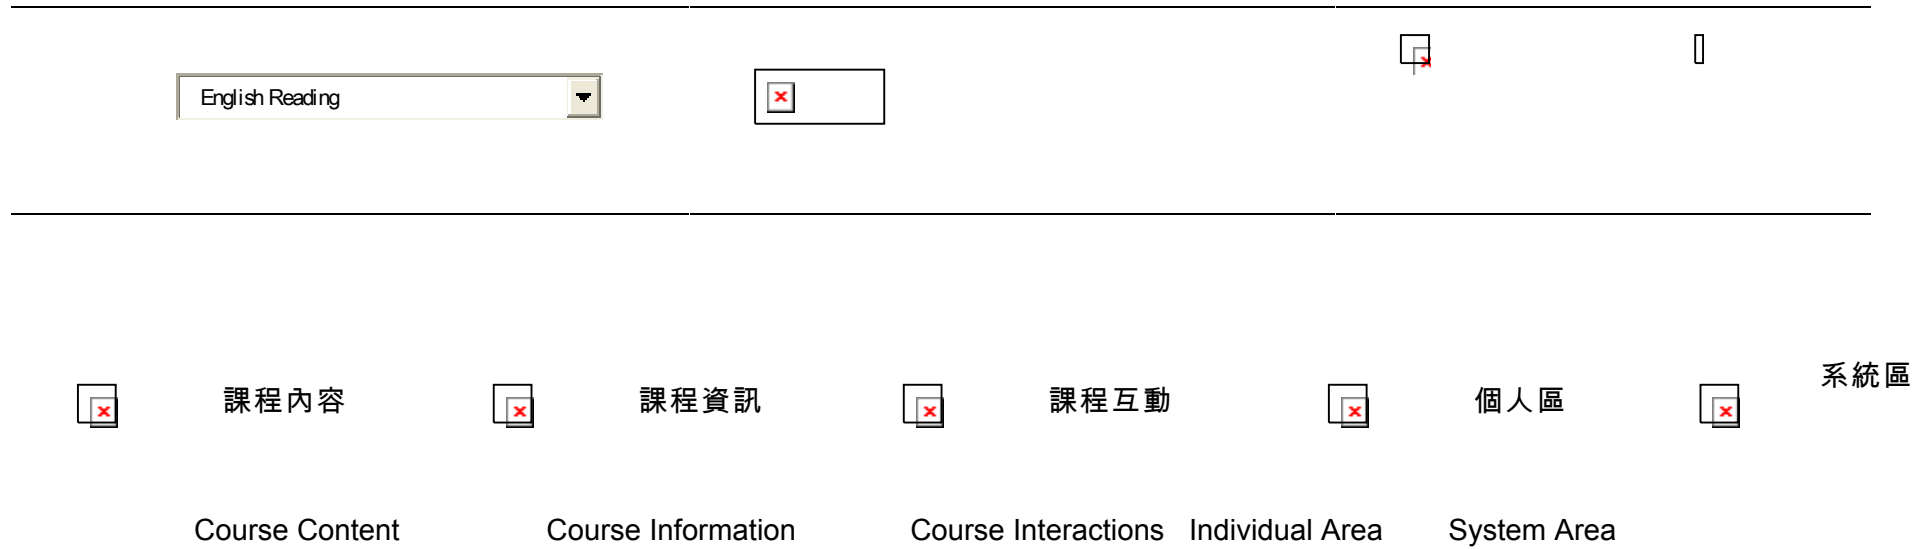 English Reading
課程內容 課程資訊 課程互動 個人區 系統區
Course Content Course Information Course Interactions Individual Area System Area